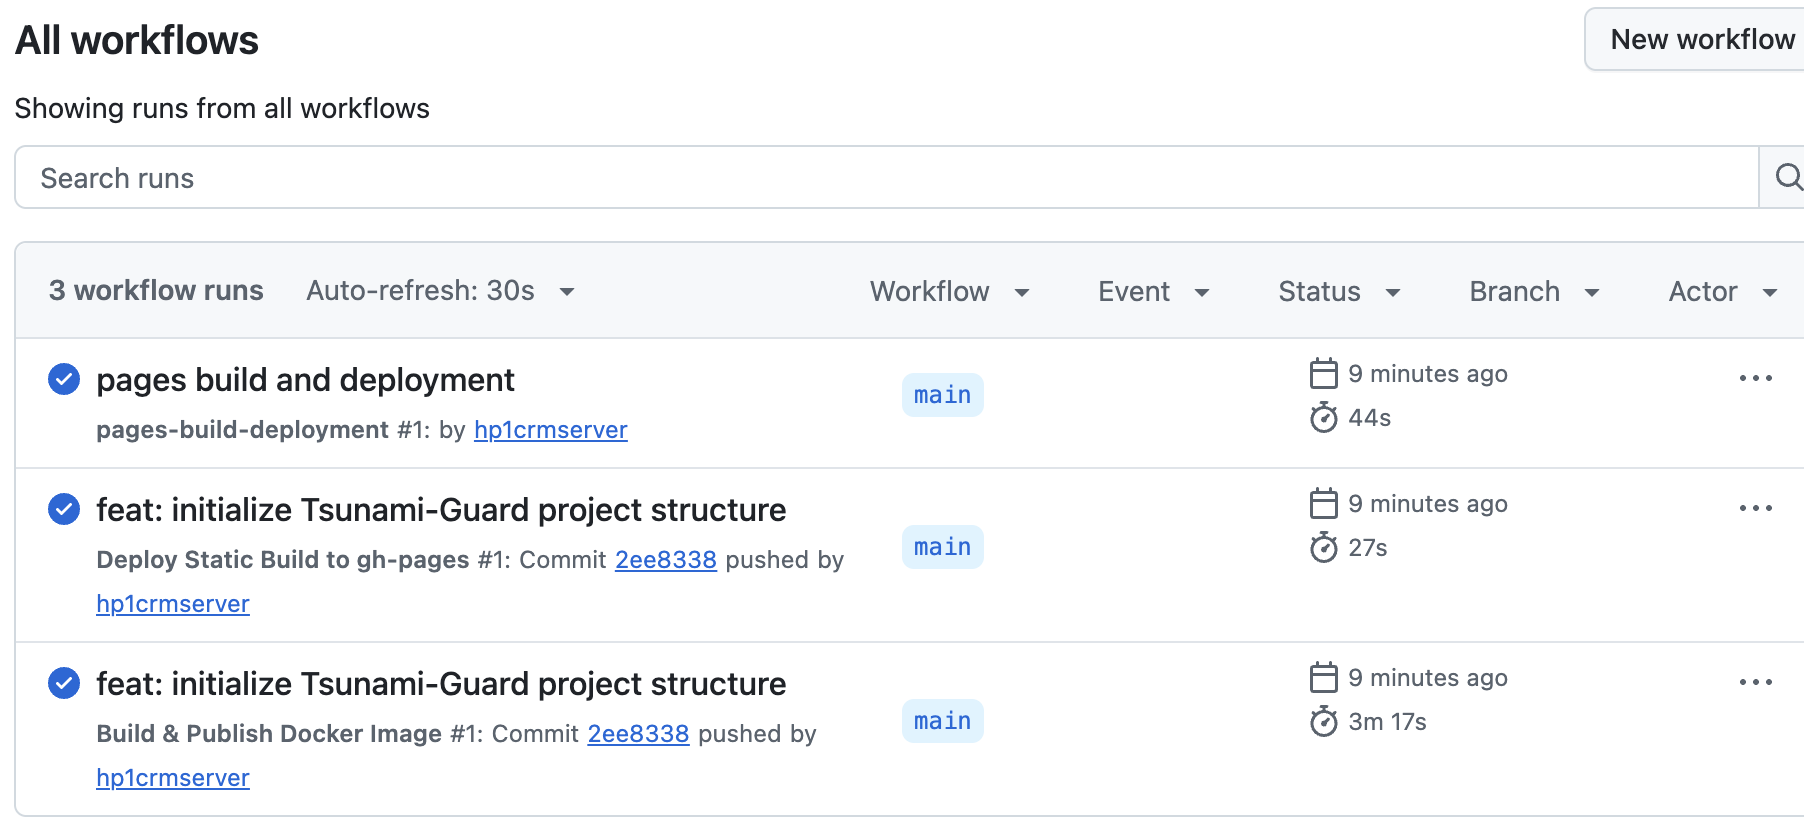 All workflows
New workflow
Showing runs from all workflows
Search runs
3 workflow runs Auto-refresh: 30s Workflow Event Status Branch Actor
pages build and deployment
main
9 minutes ago
pages-build-deployment #1: by hp1crmserver
44s
feat: initialize Tsunami-Guard project structure
main
9 minutes ago
Deploy Static Build to gh-pages #1: Commit 2ee8338 pushed by
27s
hp1crmserver
feat: initialize Tsunami-Guard project structure
main
9 minutes ago
Build & Publish Docker Image #1: Commit 2ee8338 pushed by
3m 17s
hp1crmserver